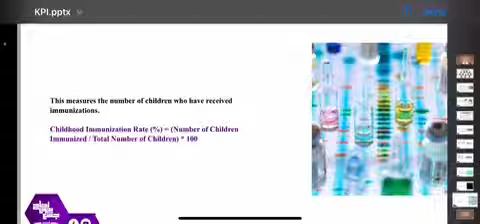 KPI.pptx
This measures the number of children who have received
immunizations.
Childhood Immunization Rate (%) = (Number of Children
Immunized / Total Number of Children) * 100